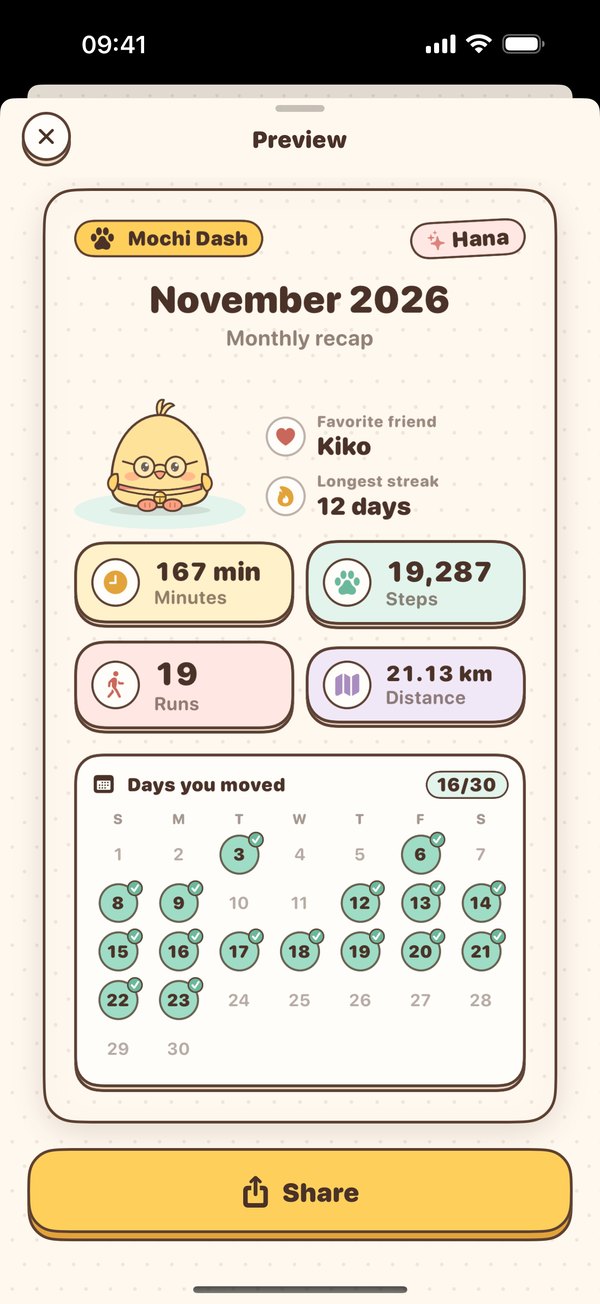 09:41
Preview
Mochi Dash
Hana
November 2026
Monthly recap
Favorite friend
Kiko
Longest streak
12 days
167 min
Minutes
19,287
Steps
19
Runs
21.13 km
Distance
Days you moved
16/30
S M T W T F S
1 2 3 4 5 6 7
8 9 10 11 12 13 14
15 16 17 18 19 20 21
22 23 24 25 26 27 28
29 30
Share